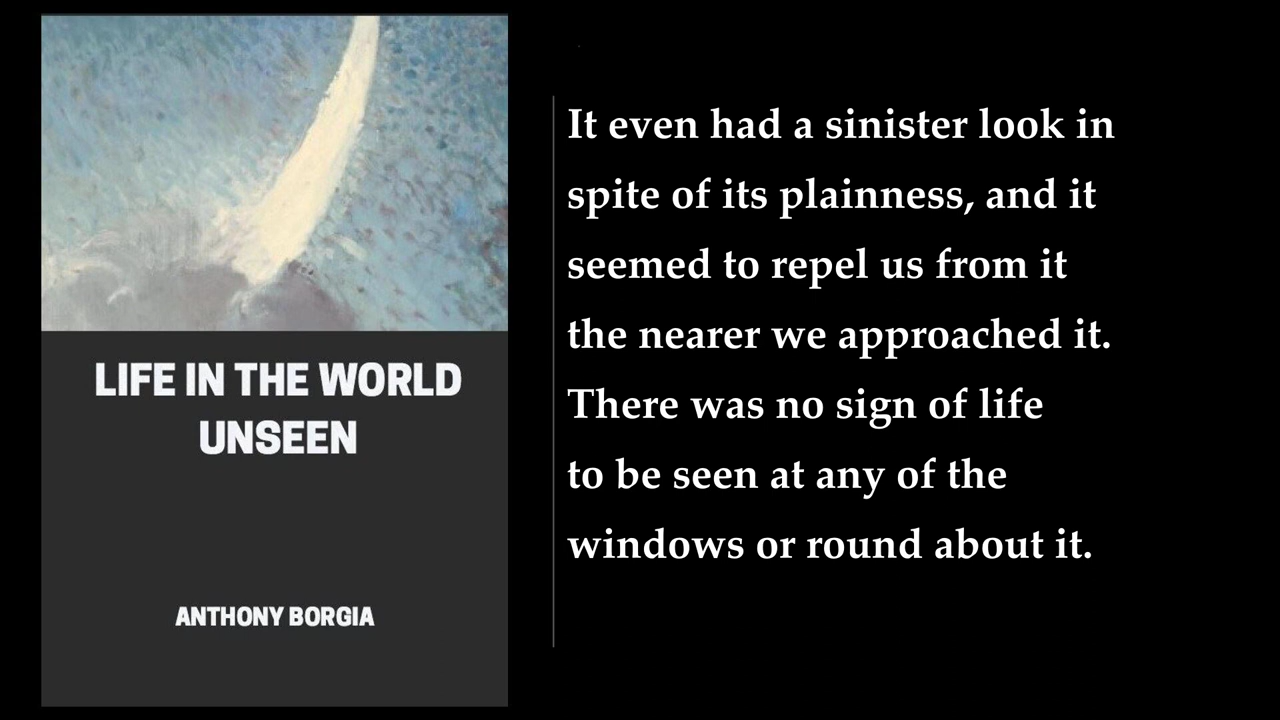 LIFE IN THE WORLD
UNSEEN
ANTHONY BORGIA
It even had a sinister look in
spite of its plainness, and it
seemed to repel us from it
the nearer we approached it.
There was no sign of life
to be seen at any of the
windows or round about it.